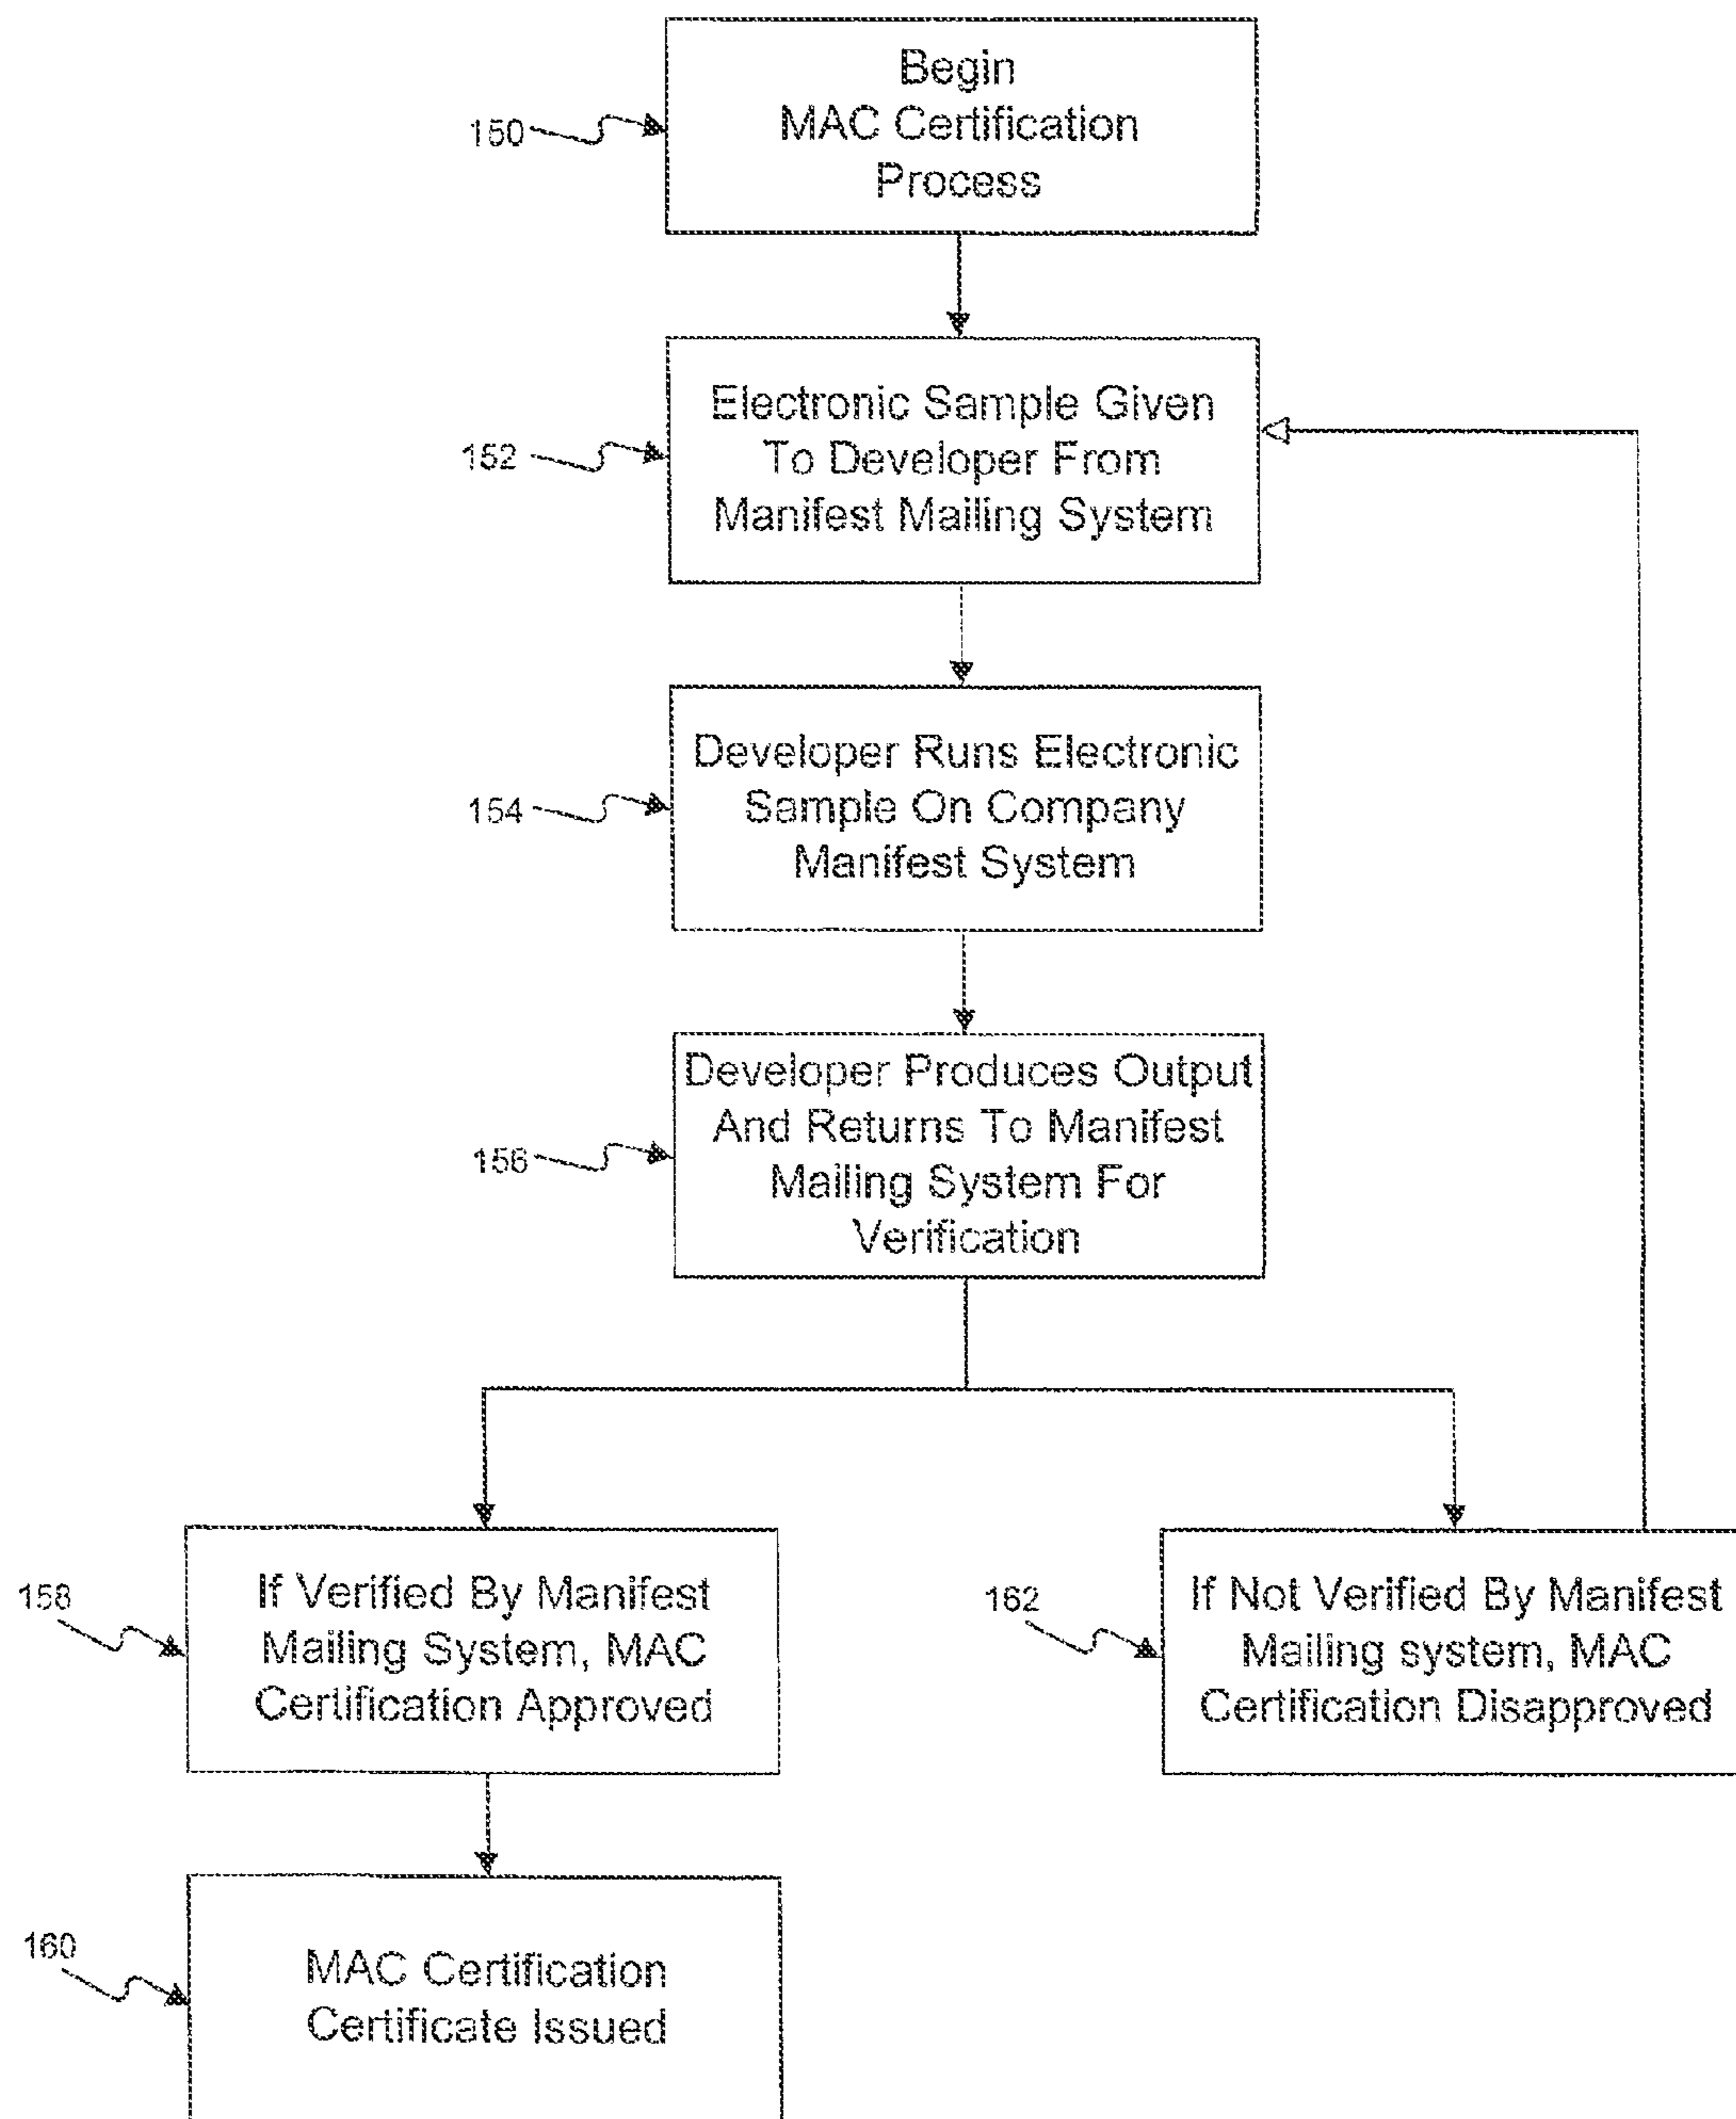 Begin
MAC Certification
Process
150
Electronic Sample Given
To Developer From
Manifest Mailing System
152
Developer Runs Electronic
Sample On Company
Manifest System
154
Developer Produces Output
And Returns To Manifest
Mailing System For
Verification
156
If Verified By Manifest
Mailing System, MAC
Certification Approved
158
If Not Verified By Manifest
Mailing system, MAC
Certification Disapproved
162
MAC Certification
Certificate Issued
160